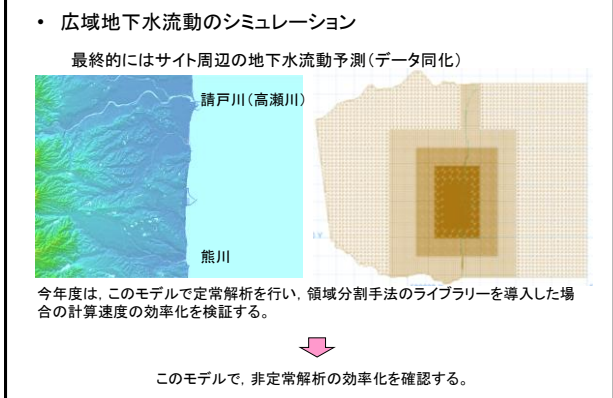 • 広域地下水流動のシミュレーション
最終的にはサイト周辺の地下水流動予測(データ同化)
請戸川(高瀬川)
熊川
今年度は, このモデルで定常解析を行い, 領域分割手法のライブラリーを導入した場
合の計算速度の効率化を検証する。
このモデルで, 非定常解析の効率化を確認する。